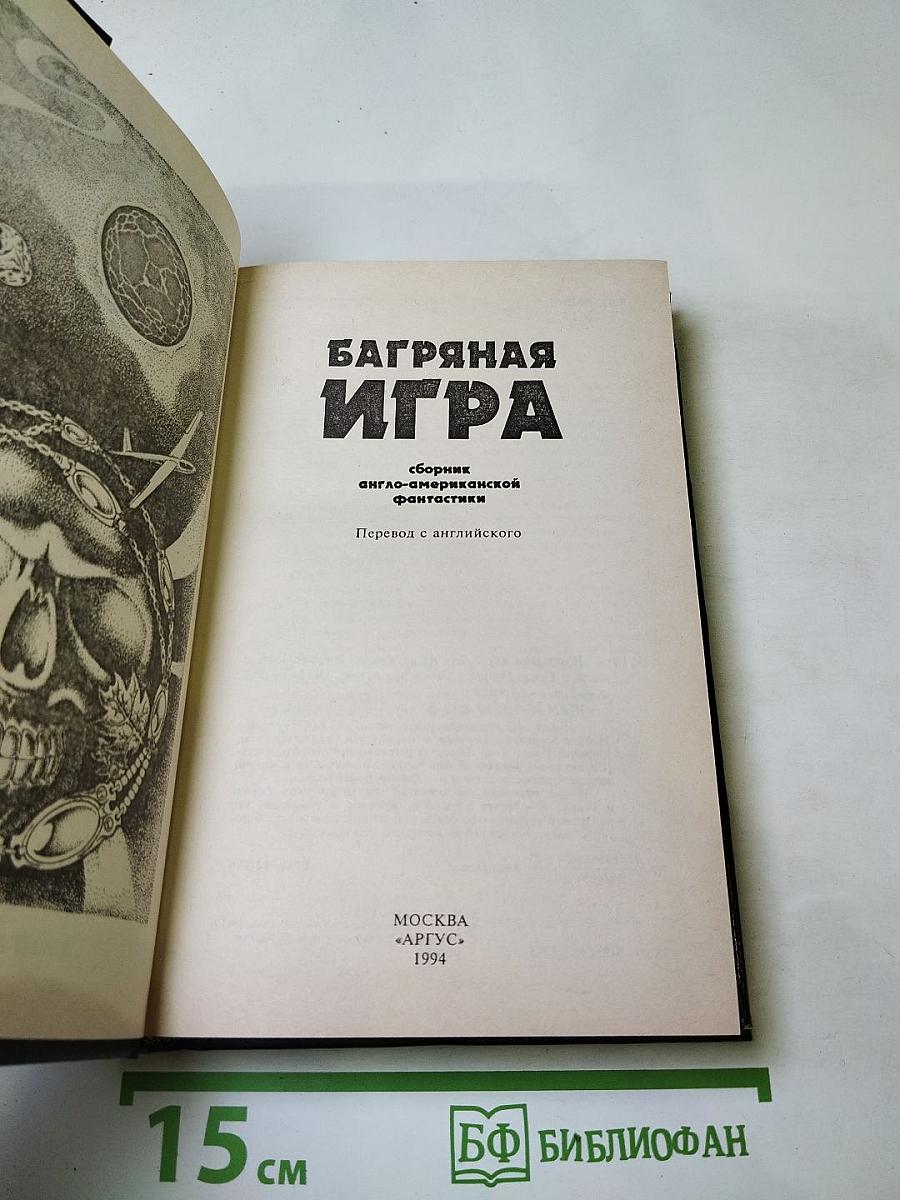 БАГРЯНАЯ
ИГРА
сборник
англо-американской
фантастики
Перевод с английского
МОСКВА
«АРГУС»
1994
15 см
БФ БИБЛИОФАН